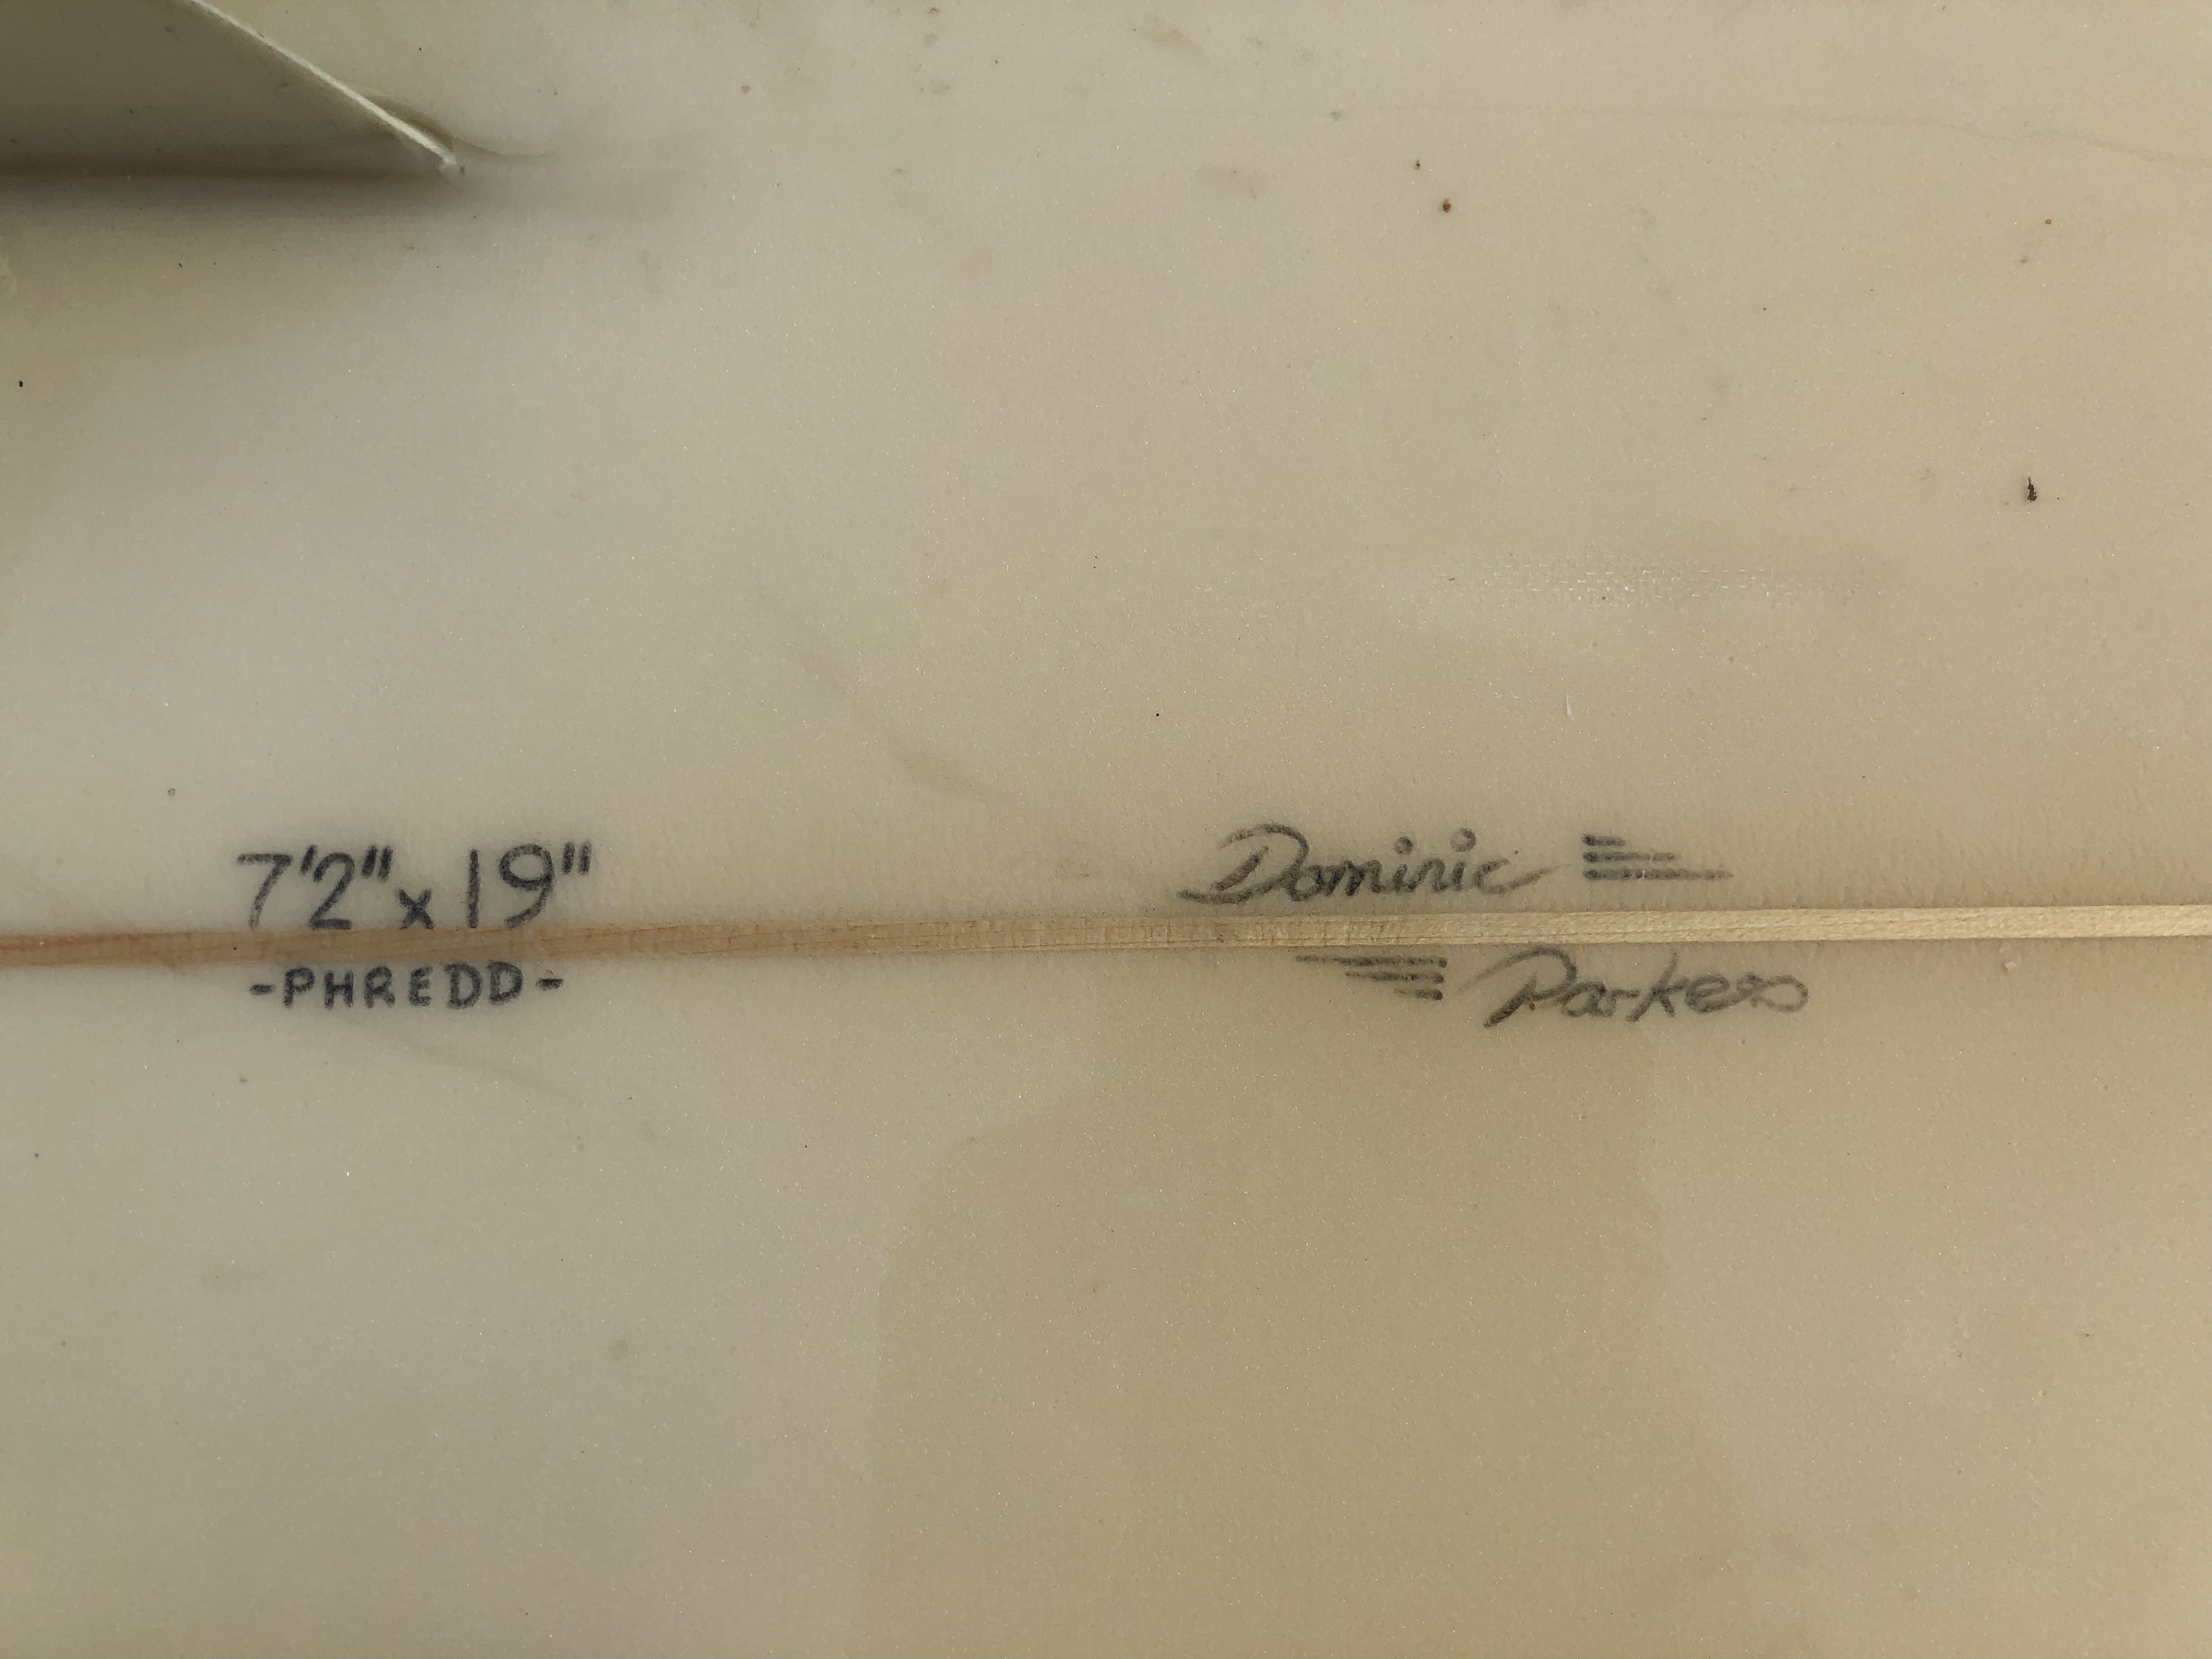 7'2" x 19"
-PHREDD-
Dominic
Parker